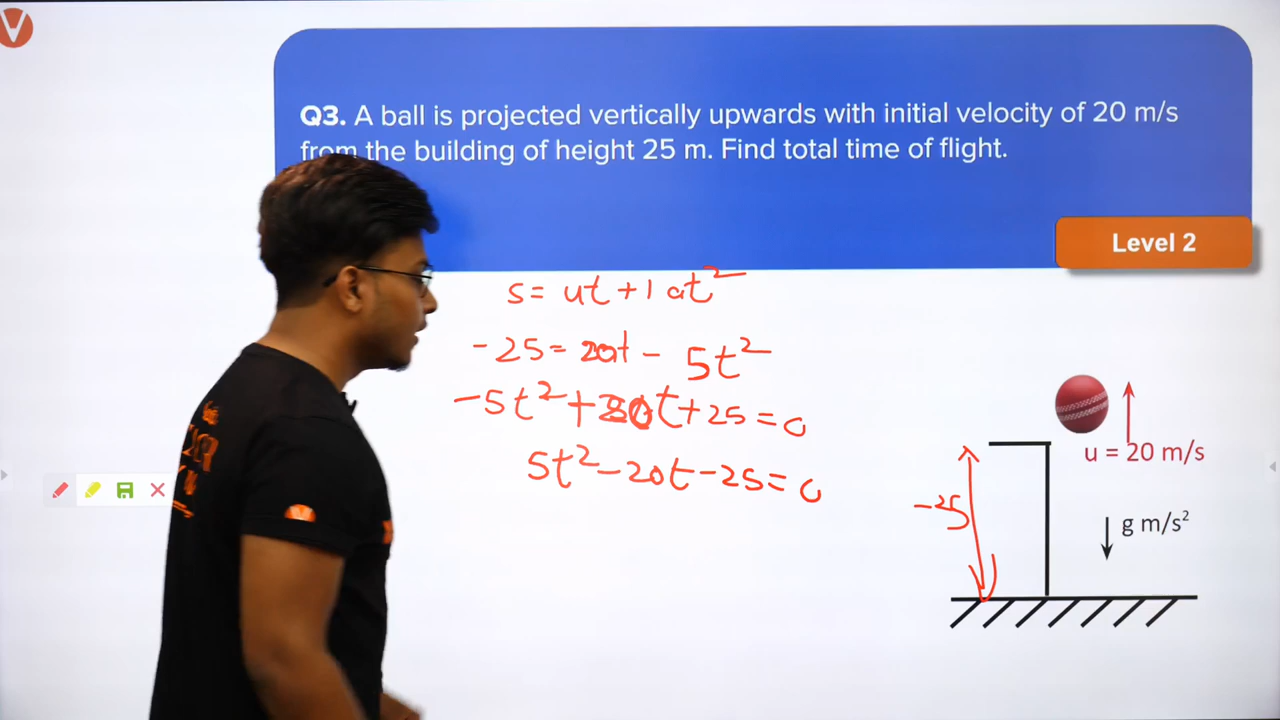 Q3. A ball is projected vertically upwards with initial velocity of 20 m/s
from the building of height 25 m. Find total time of flight.
Level 2
s = ut + 1 at²
-25 = 20t - 5t²
-5t² + 20t + 25 = 0
5t² - 20t - 25 = 0
u = 20 m/s
-25
g m/s²